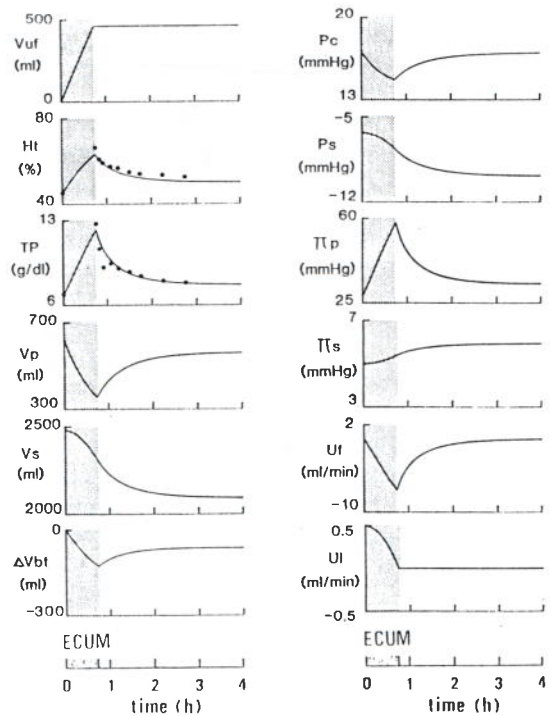 500
Vuf
(ml)
0
80
Ht
(%)
40
13
TP
(g/dl)
6
700
Vp
(ml)
300
2500
Vs
(ml)
2000
0
ΔVbt
(ml)
-300
ECUM
0 1 2 3 4
time (h)
20
Pc
(mmHg)
13
-5
Ps
(mmHg)
-12
60
πp
(mmHg)
25
7
πs
(mmHg)
3
2
Uf
(ml/min)
-10
0.5
Ul
(ml/min)
-0.5
ECUM
0 1 2 3 4
time (h)